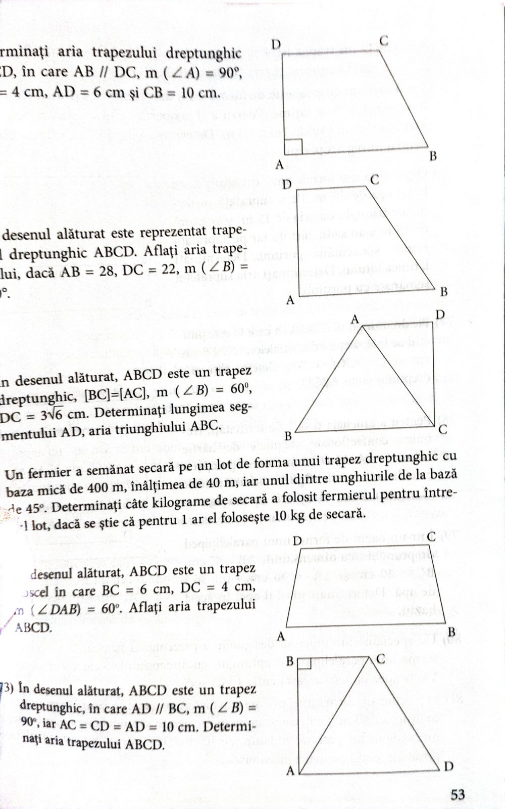 rminați aria trapezului dreptunghic
CD, în care AB // DC, m (∠A) = 90°,
= 4 cm, AD = 6 cm și CB = 10 cm.
D C
A B
desenul alăturat este reprezentat trape-
l dreptunghic ABCD. Aflați aria trape-
lui, dacă AB = 28, DC = 22, m (∠B) =
0°.
D C
A B
n desenul alăturat, ABCD este un trapez
dreptunghic, [BC]=[AC], m (∠B) = 60°,
DC = 3√6 cm. Determinați lungimea seg-
mentului AD, aria triunghiului ABC.
A D
B C
Un fermier a semănat secară pe un lot de forma unui trapez dreptunghic cu
baza mică de 400 m, înălțimea de 40 m, iar unul dintre unghiurile de la bază
de 45°. Determinați câte kilograme de secară a folosit fermierul pentru între-
l lot, dacă se știe că pentru 1 ar el folosește 10 kg de secară.
desenul alăturat, ABCD este un trapez
oscel în care BC = 6 cm, DC = 4 cm,
m (∠DAB) = 60°. Aflați aria trapezului
ABCD.
D C
A B
3) În desenul alăturat, ABCD este un trapez
dreptunghic, în care AD // BC, m (∠B) =
90°, iar AC = CD = AD = 10 cm. Determi-
nați aria trapezului ABCD.
B C
A D
53